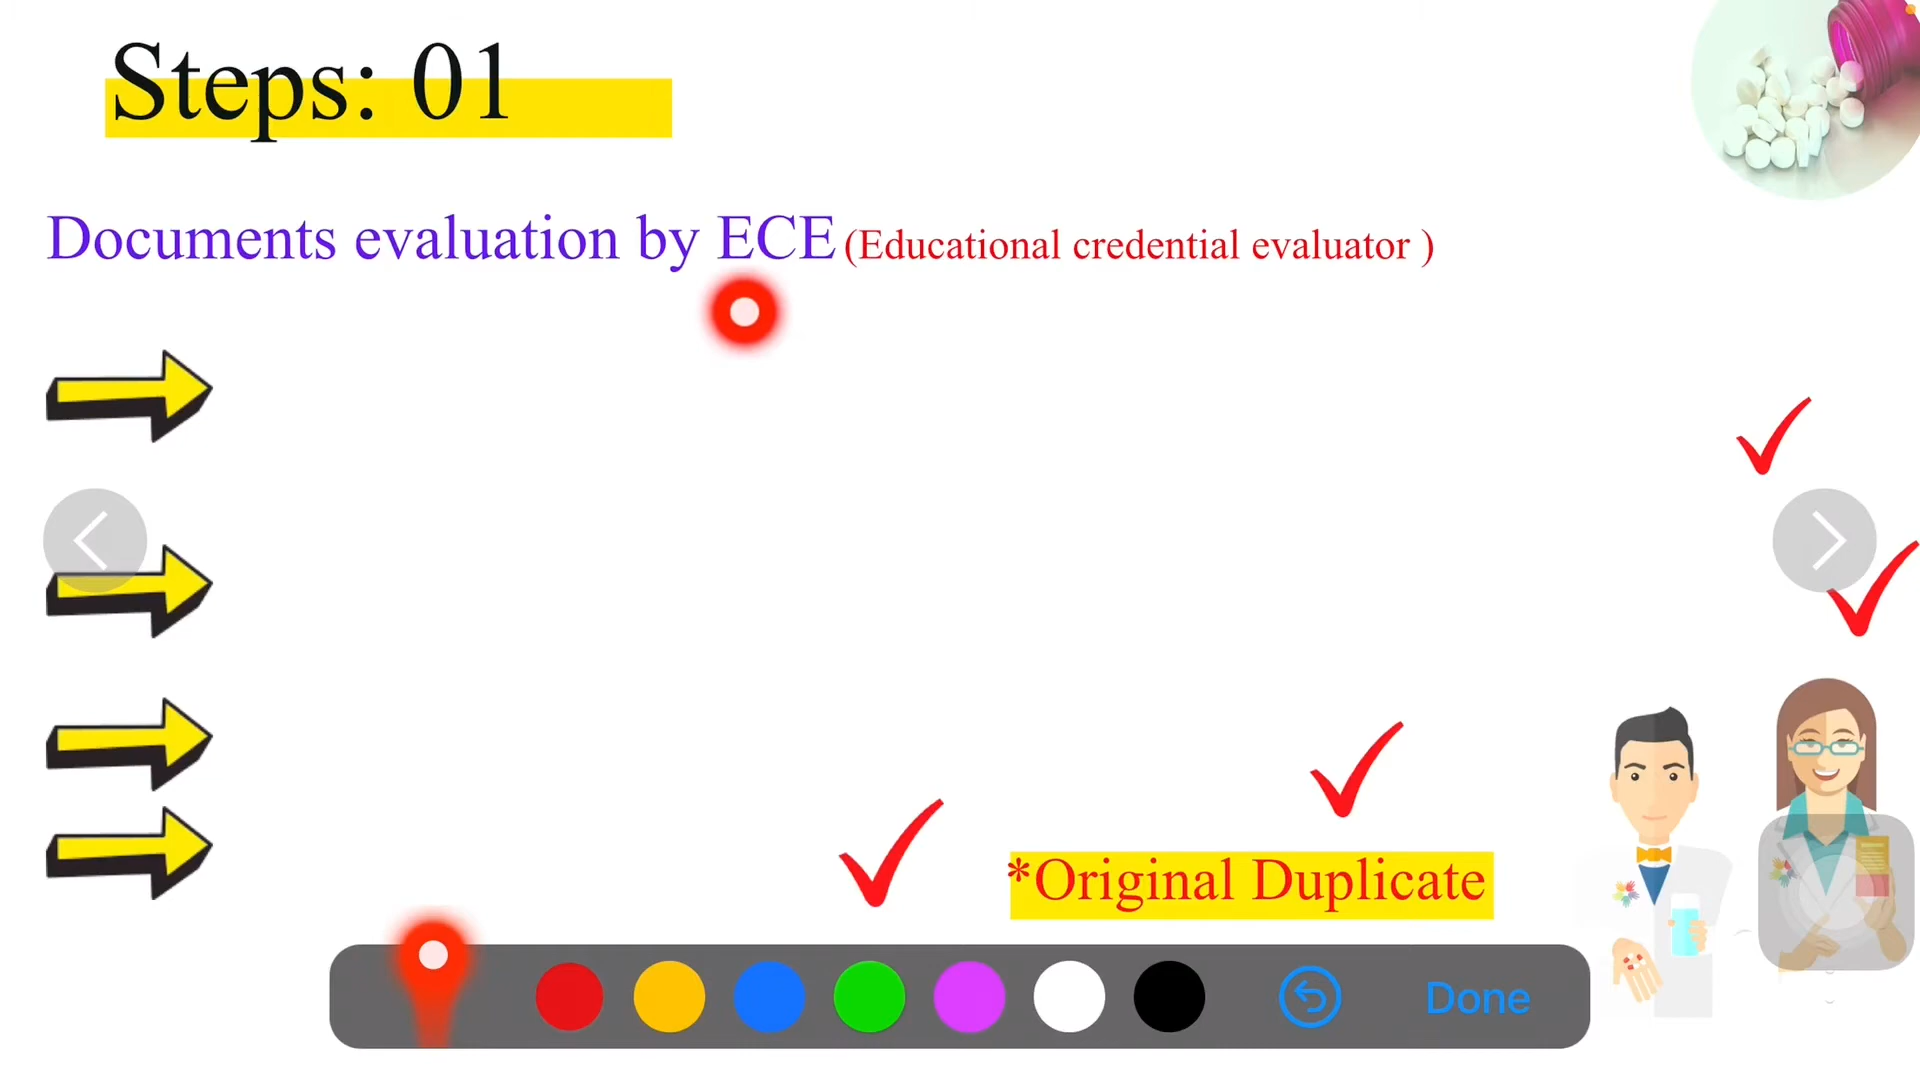 Steps: 01
Documents evaluation by ECE (Educational credential evaluator )
*Original Duplicate
Done